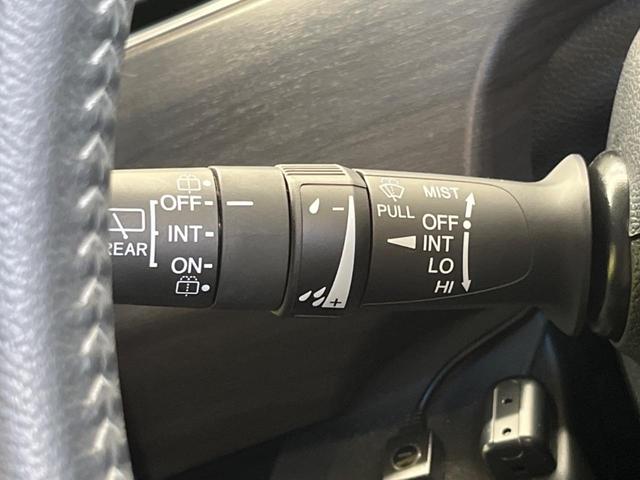 OFF
INT
REAR
ON
-
+
MIST
PULL
OFF
INT
LO
HI